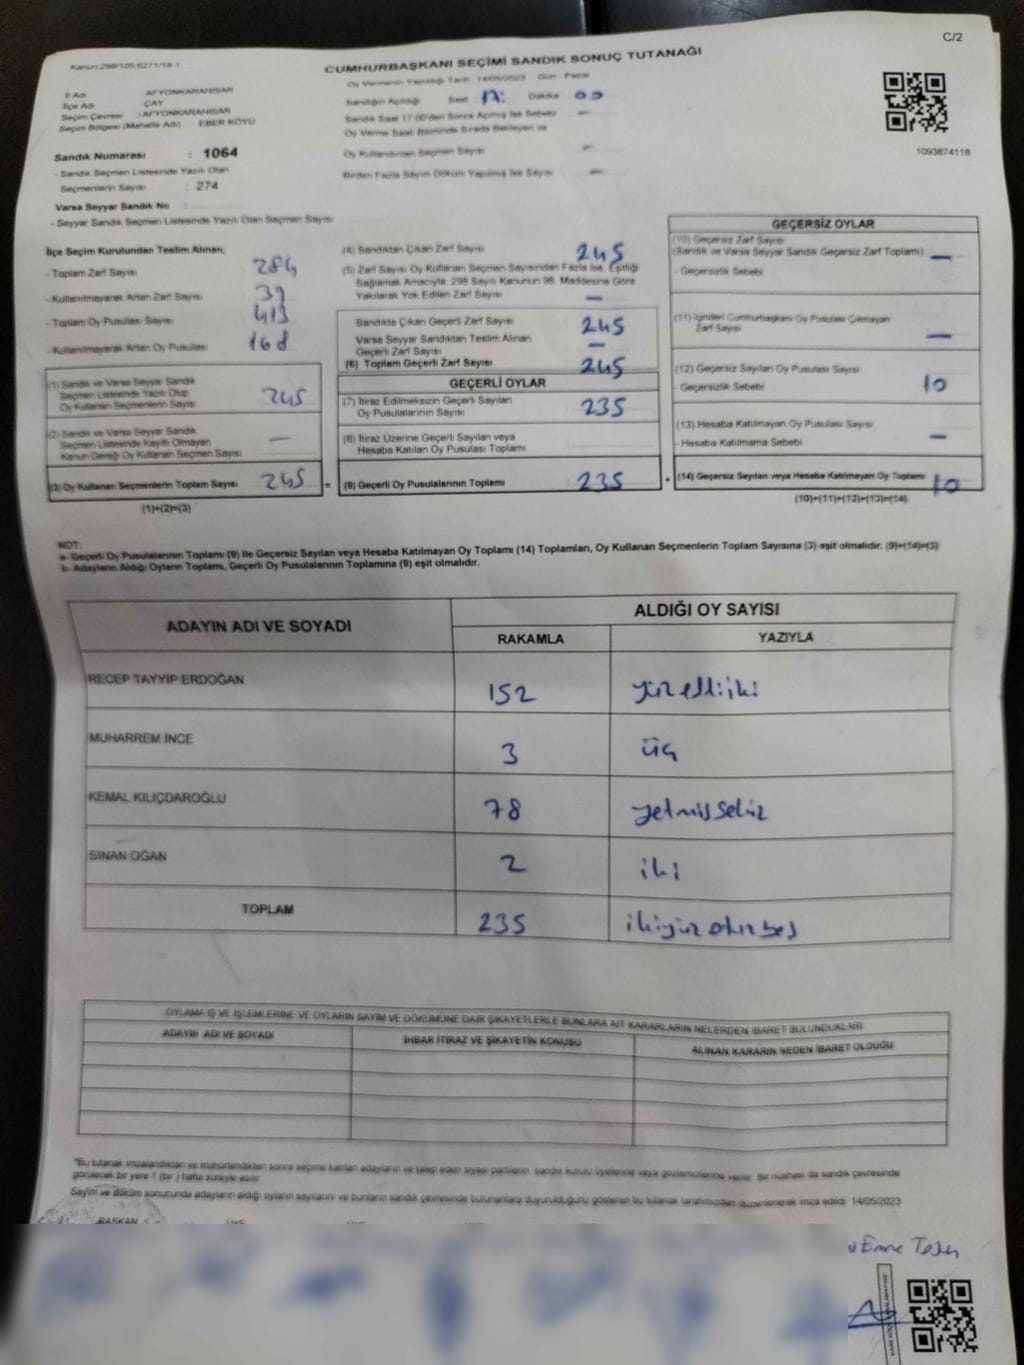 C/2
Kanun:298/105 6271/18-1
CUMHURBAŞKANI SEÇİMİ SANDIK SONUÇ TUTANAĞI
Oy Vermenin Yapıldığı Tarih 14/05/2023 Gün Pazar
İl Adı : AFYONKARAHİSAR
İlçe Adı : ÇAY
Seçim Çevresi : AFYONKARAHİSAR
Seçim Bölgesi (Mahalle Adı) : EBER KÖYÜ
Sandığın Açıldığı Saat 17: Dakika 00
Sandık Saat 17:00'den Sonra Açılmış İse Sebebi —
Oy Verme Saati Bitiminde Sırada Bekleyen ve
Oy Kullandırılan Seçmen Sayısı —
Birden Fazla Sayım Döküm Yapılmış İse Sayısı —
1093874118
Sandık Numarası : 1064
- Sandık Seçmen Listesinde Yazılı Olan
Seçmenlerin Sayısı : 274
Varsa Seyyar Sandık No :
- Seyyar Sandık Seçmen Listesinde Yazılı Olan Seçmen Sayısı
İlçe Seçim Kurulundan Teslim Alınan;
- Toplam Zarf Sayısı 284
- Kullanılmayarak Artan Zarf Sayısı 39
- Toplam Oy Pusulası Sayısı 413
- Kullanılmayarak Artan Oy Pusulası 168
(1) Sandık ve Varsa Seyyar Sandık
Seçmen Listesinde Yazılı Olup
Oy Kullanan Seçmenlerin Sayısı 245
(2) Sandık ve Varsa Seyyar Sandık
Seçmen Listesinde Kayıtlı Olmayan
Kanun Gereği Oy Kullanan Seçmen Sayısı —
(3) Oy Kullanan Seçmenlerin Toplam Sayısı 245 =
(1)+(2)=(3)
(4) Sandıktan Çıkan Zarf Sayısı 245
(5) Zarf Sayısı Oy Kullanan Seçmen Sayısından Fazla İse, Eşitliği
Sağlamak Amacıyla, 298 Sayılı Kanunun 98. Maddesine Göre
Yakılarak Yok Edilen Zarf Sayısı —
Sandıkta Çıkan Geçerli Zarf Sayısı 245
Varsa Seyyar Sandıktan Teslim Alınan
Geçerli Zarf Sayısı —
(6) Toplam Geçerli Zarf Sayısı 245
GEÇERLİ OYLAR
(7) İtiraz Edilmeksizin Geçerli Sayılan
Oy Pusulalarının Sayısı 235
(8) İtiraz Üzerine Geçerli Sayılan veya
Hesaba Katılan Oy Pusulası Toplamı
(9) Geçerli Oy Pusulalarının Toplamı 235 +
GEÇERSİZ OYLAR
(10) Geçersiz Zarf Sayısı
(Sandık ve Varsa Seyyar Sandık Geçersiz Zarf Toplamı) —
- Geçersizlik Sebebi
(11) İçinden Cumhurbaşkanı Oy Pusulası Çıkmayan
Zarf Sayısı —
(12) Geçersiz Sayılan Oy Pusulası Sayısı
- Geçersizlik Sebebi 10
(13) Hesaba Katılmayan Oy Pusulası Sayısı
- Hesaba Katılmama Sebebi —
(14) Geçersiz Sayılan veya Hesaba Katılmayan Oy Toplamı 10
(10)+(11)+(12)+(13)=(14)
NOT:
a- Geçerli Oy Pusulalarının Toplamı (9) ile Geçersiz Sayılan veya Hesaba Katılmayan Oy Toplamı (14) Toplamları, Oy Kullanan Seçmenlerin Toplam Sayısına (3) eşit olmalıdır. (9)+(14)=(3)
b- Adayların Aldığı Oyların Toplamı, Geçerli Oy Pusulalarının Toplamına (9) eşit olmalıdır.
ADAYIN ADI VE SOYADI
ALDIĞI OY SAYISI
RAKAMLA YAZIYLA
RECEP TAYYİP ERDOĞAN 152 yüz elli iki
MUHARREM İNCE 3 üç
KEMAL KILIÇDAROĞLU 78 yetmiş sekiz
SİNAN OĞAN 2 iki
TOPLAM 235 ikiyüz otuz beş
OYLAMA İŞ VE İŞLEMLERİNE VE OYLARIN SAYIM VE DÖKÜMÜNE DAİR ŞİKAYETLERLE BUNLARA AİT KARARLARIN NELERDEN İBARET BULUNDUKLARI
ADAYIN ADI VE SOYADI İHBAR İTİRAZ VE ŞİKAYETİN KONUSU ALINAN KARARIN NEDEN İBARET OLDUĞU
"Bu tutanak imzalandıktan ve mühürlendikten sonra seçime katılan adayların ve talep eden siyasi partilerin sandık kurulu üyelerine veya gözlemcilerine verilir. Bir nüshası da sandık çevresinde
görülecek bir yere 1 (bir) hafta süreyle asılır.
Sayım ve döküm sonucunda adayların aldığı oyların sayılarını ve bunların sandık çevresinde bulunanlara duyurulduğunu gösteren bu tutanak tarafımızdan düzenlenerek imza edildi. 14/05/2023
BAŞKAN ÜYE
Emre